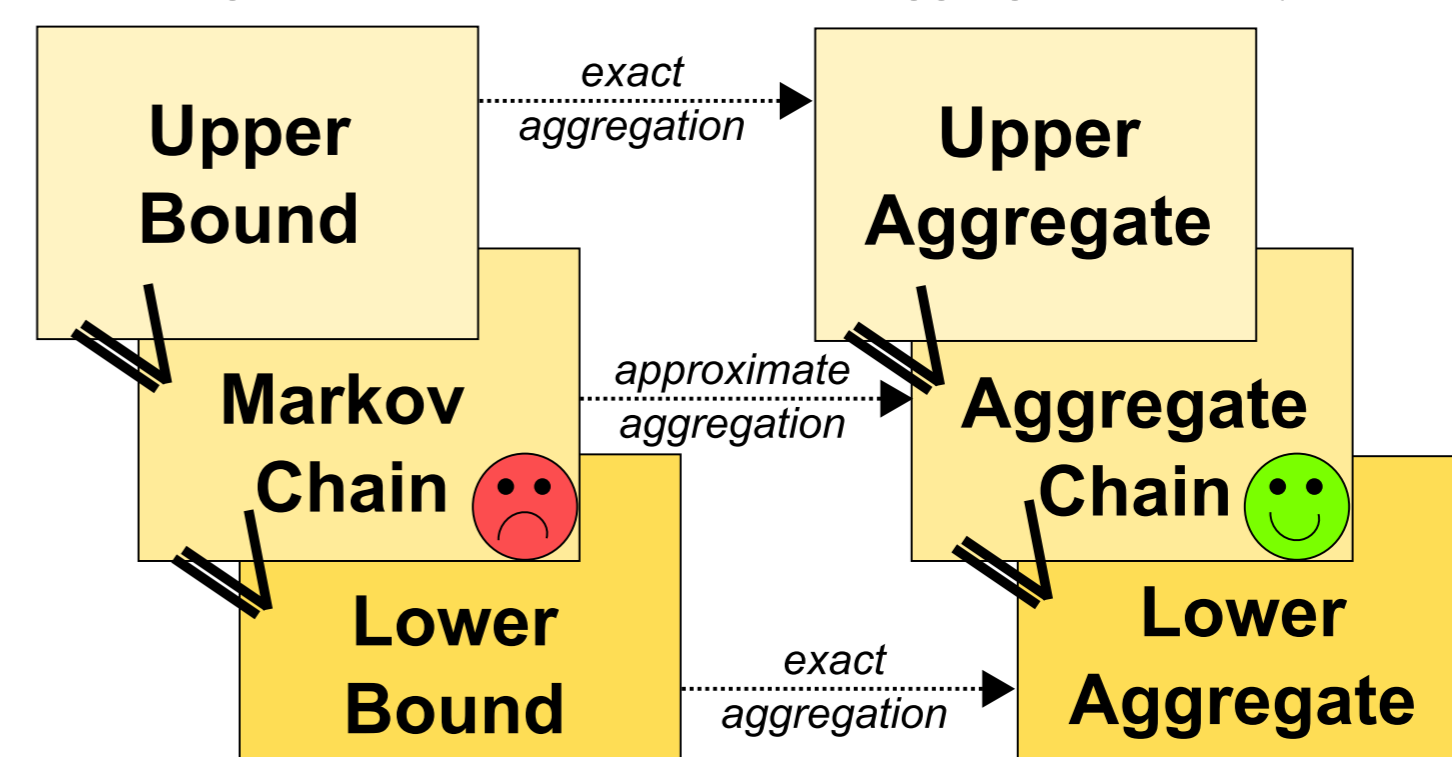 Upper
Bound
exact
aggregation
Upper
Aggregate
Markov
Chain
approximate
aggregation
Aggregate
Chain
Lower
Bound
exact
aggregation
Lower
Aggregate